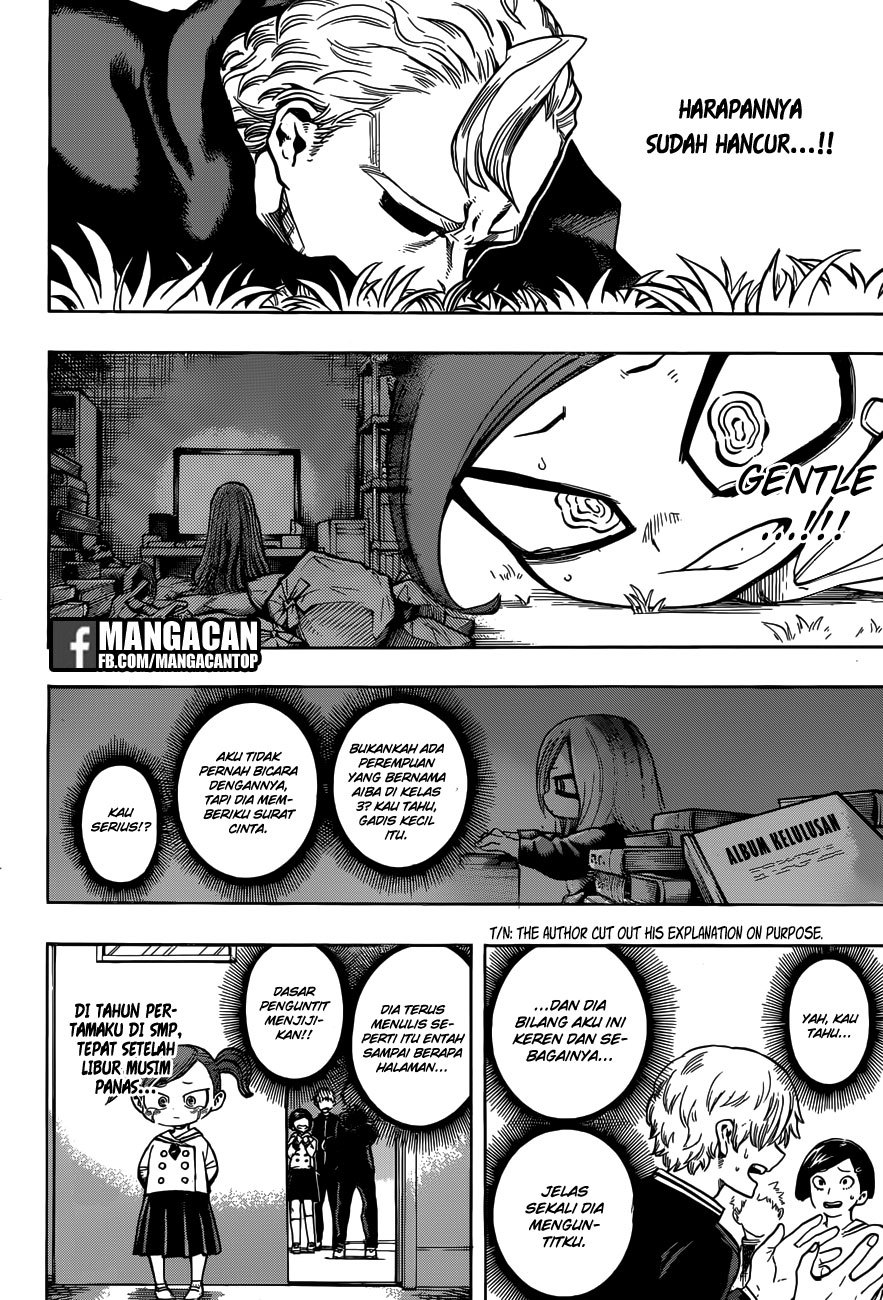 HARAPANNYA
SUDAH HANCUR...!!
GENTLE
...!!!
MANGACAN
FB.COM/MANGACANTOP
BUKANKAH ADA
PEREMPUAN
YANG BERNAMA
AIBA DI KELAS
3? KAU TAHU,
GADIS KECIL
ITU.
AKU TIDAK
PERNAH BICARA
DENGANNYA,
TAPI DIA MEM-
BERIKU SURAT
CINTA.
KAU
SERIUS!?
ALBUM KELULUSAN
T/N: THE AUTHOR CUT OUT HIS EXPLANATION ON PURPOSE.
YAH, KAU
TAHU...
...DAN DIA
BILANG AKU INI
KEREN DAN SE-
BAGAINYA...
JELAS
SEKALI DIA
MENGUN-
TITKU.
DIA TERUS
MENULIS SE-
PERTI ITU ENTAH
SAMPAI BERAPA
HALAMAN...
DASAR
PENGUNTIT
MENJIJI-
KAN!!
DI TAHUN PER-
TAMAKU DI SMP,
TEPAT SETELAH
LIBUR MUSIM
PANAS...